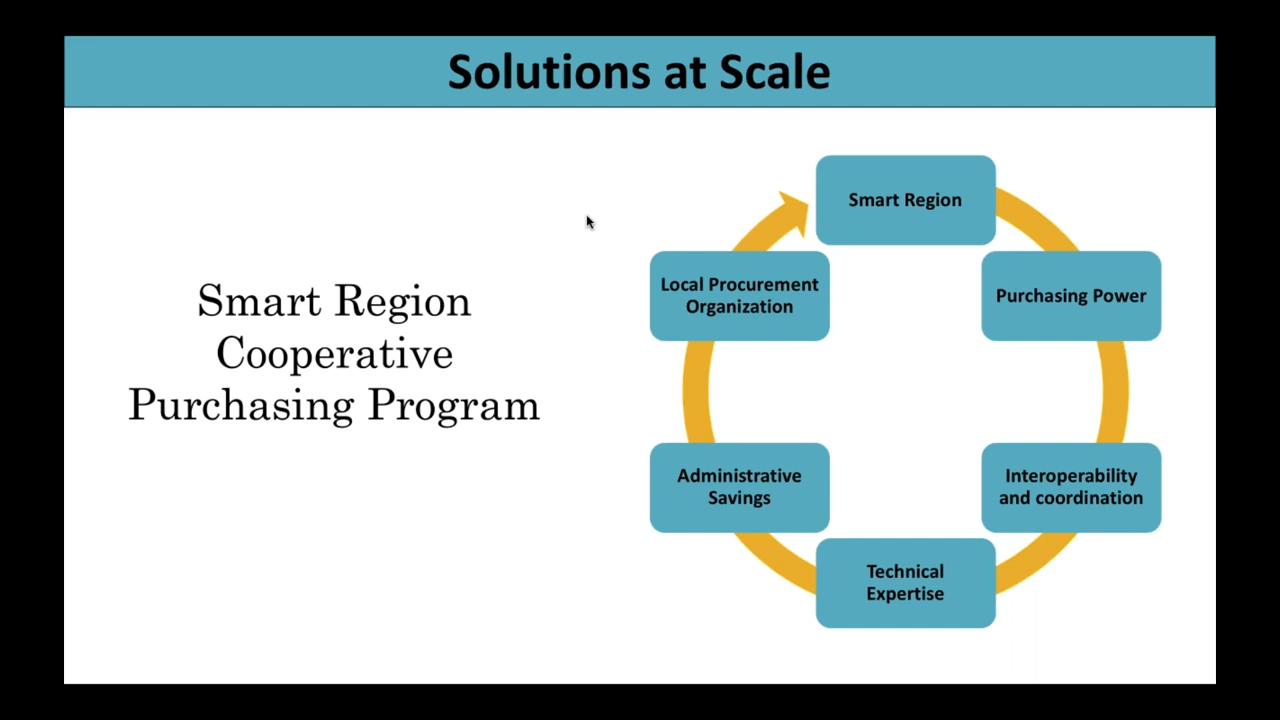 Solutions at Scale
Smart Region
Cooperative
Purchasing Program
Smart Region
Purchasing Power
Interoperability
and coordination
Technical
Expertise
Administrative
Savings
Local Procurement
Organization